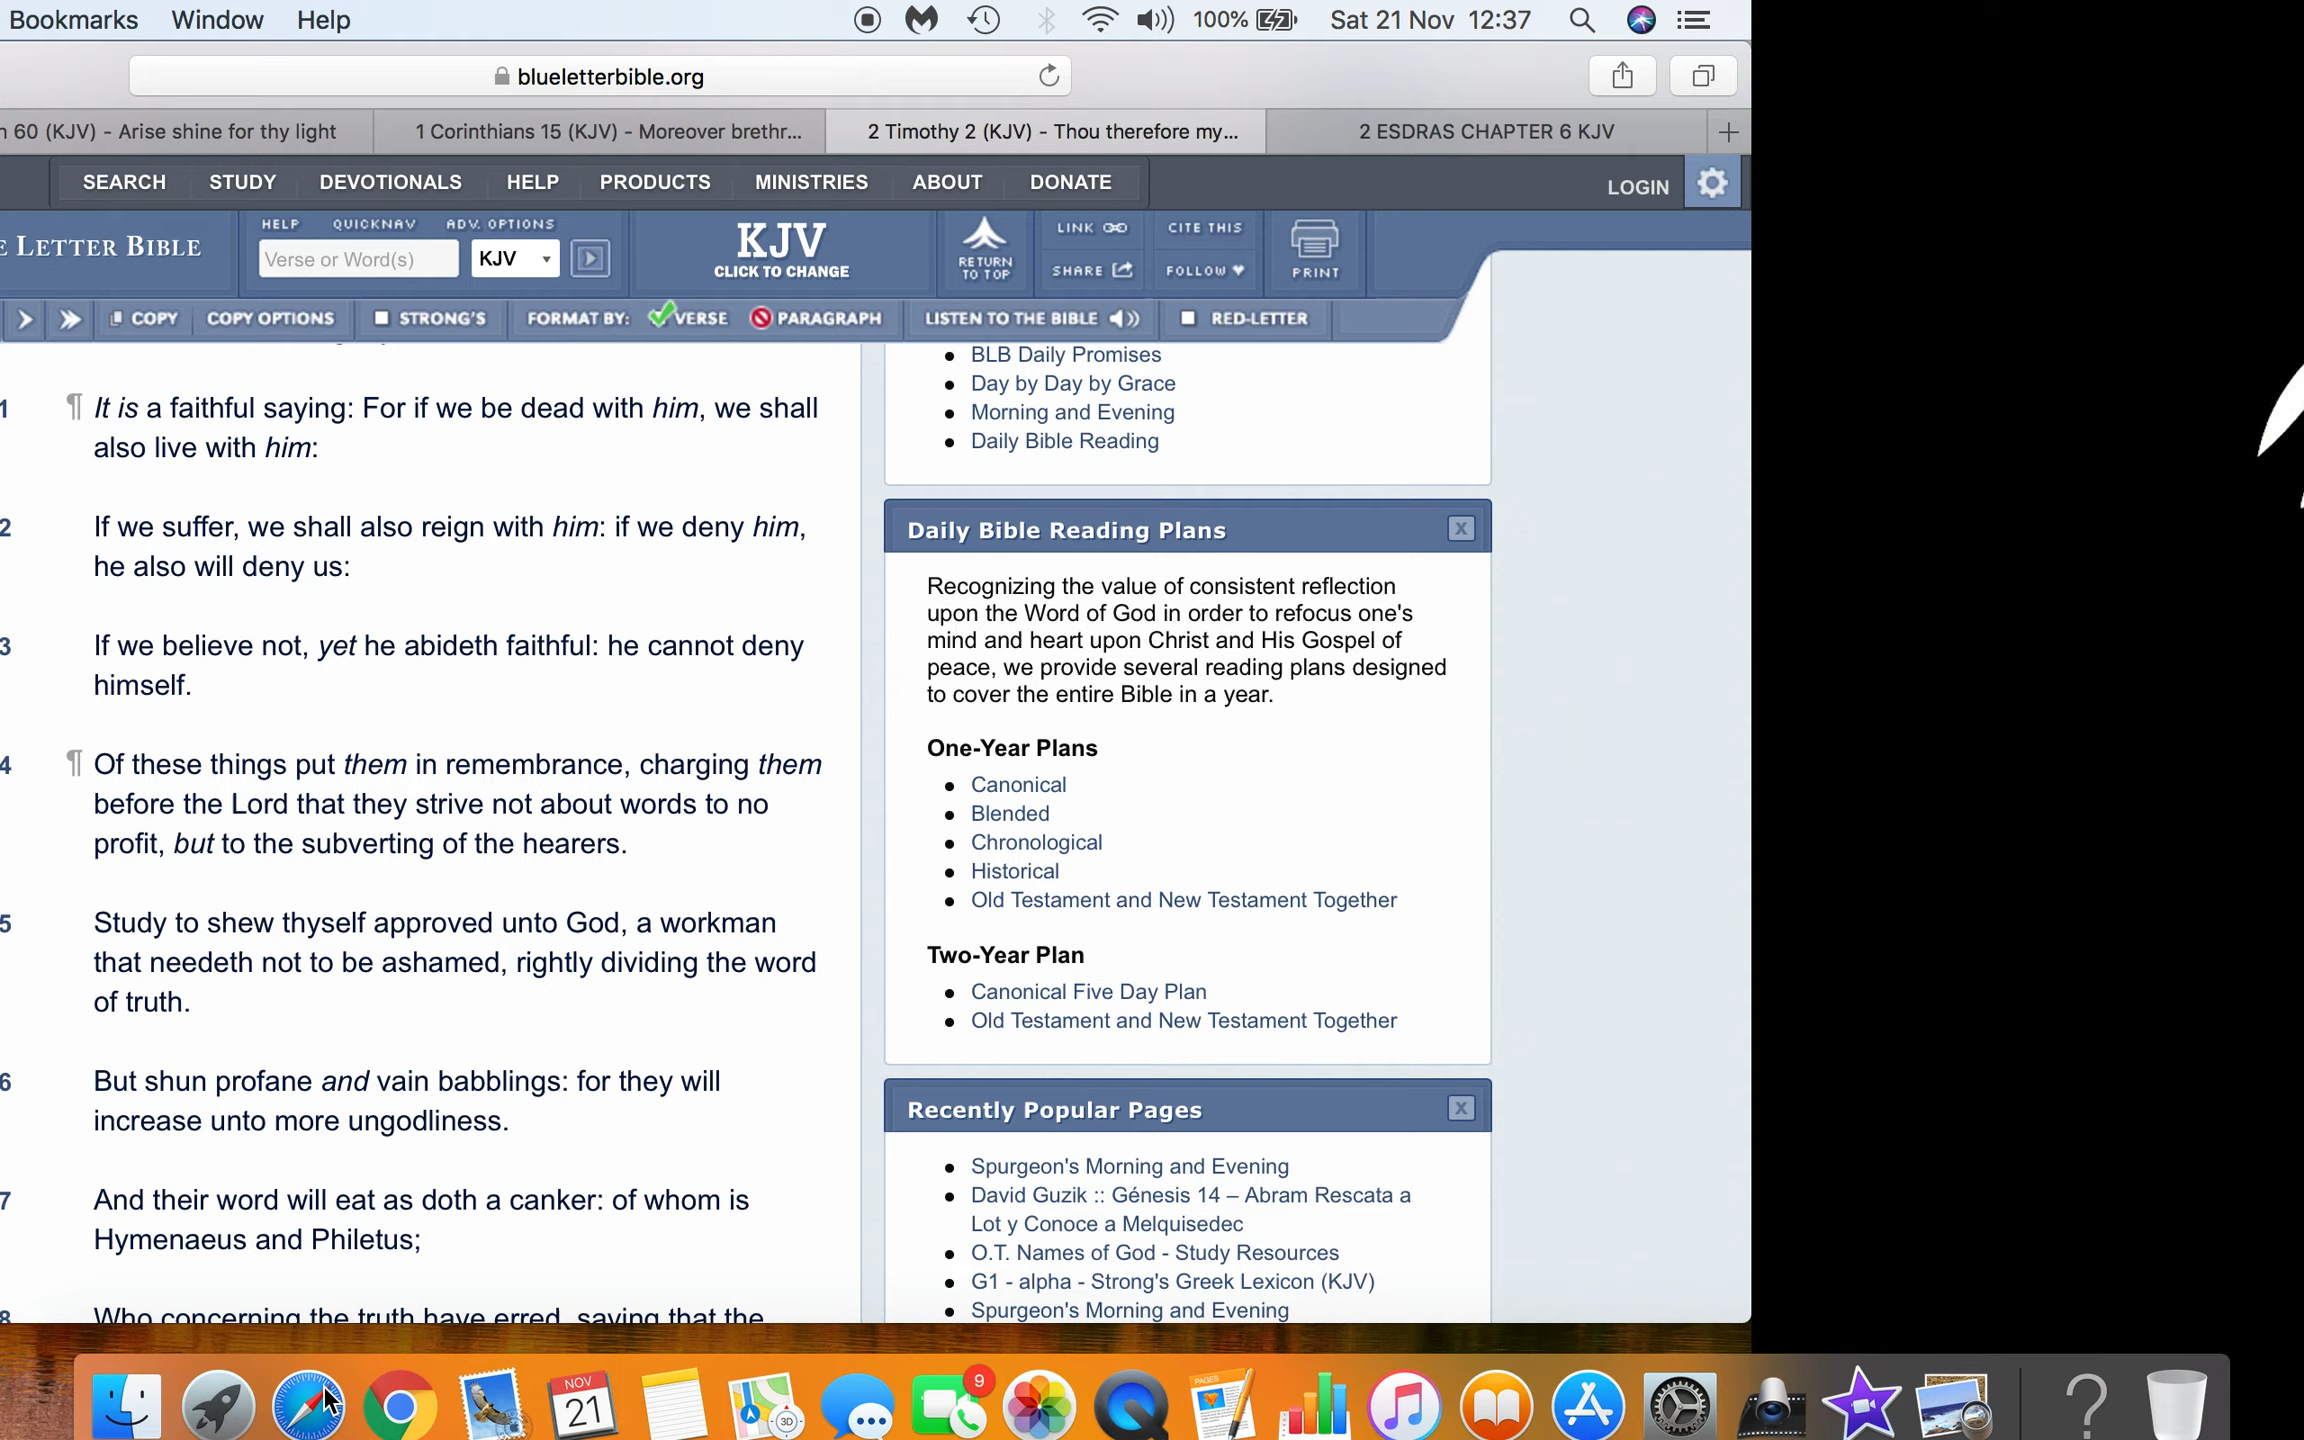 Bookmarks Window Help 100% Sat 21 Nov 12:37
blueletterbible.org
n 60 (KJV) - Arise shine for thy light 1 Corinthians 15 (KJV) - Moreover brethr... 2 Timothy 2 (KJV) - Thou therefore my... 2 ESDRAS CHAPTER 6 KJV +
SEARCH STUDY DEVOTIONALS HELP PRODUCTS MINISTRIES ABOUT DONATE LOGIN
HELP QUICKNAV ADV. OPTIONS
E LETTER BIBLE Verse or Word(s) KJV
KJV
CLICK TO CHANGE
RETURN
TO TOP
LINK CITE THIS
SHARE FOLLOW
PRINT
COPY COPY OPTIONS STRONG'S FORMAT BY: VERSE PARAGRAPH LISTEN TO THE BIBLE RED-LETTER
1 ¶ It is a faithful saying: For if we be dead with him, we shall
also live with him:
2 If we suffer, we shall also reign with him: if we deny him,
he also will deny us:
3 If we believe not, yet he abideth faithful: he cannot deny
himself.
4 ¶ Of these things put them in remembrance, charging them
before the Lord that they strive not about words to no
profit, but to the subverting of the hearers.
5 Study to shew thyself approved unto God, a workman
that needeth not to be ashamed, rightly dividing the word
of truth.
6 But shun profane and vain babblings: for they will
increase unto more ungodliness.
7 And their word will eat as doth a canker: of whom is
Hymenaeus and Philetus;
8 Who concerning the truth have erred, saying that the
BLB Daily Promises
Day by Day by Grace
Morning and Evening
Daily Bible Reading
Daily Bible Reading Plans X
Recognizing the value of consistent reflection
upon the Word of God in order to refocus one's
mind and heart upon Christ and His Gospel of
peace, we provide several reading plans designed
to cover the entire Bible in a year.
One-Year Plans
Canonical
Blended
Chronological
Historical
Old Testament and New Testament Together
Two-Year Plan
Canonical Five Day Plan
Old Testament and New Testament Together
Recently Popular Pages X
Spurgeon's Morning and Evening
David Guzik :: Génesis 14 – Abram Rescata a
Lot y Conoce a Melquisedec
O.T. Names of God - Study Resources
G1 - alpha - Strong's Greek Lexicon (KJV)
Spurgeon's Morning and Evening
NOV
21
3D
9
PAGES
?